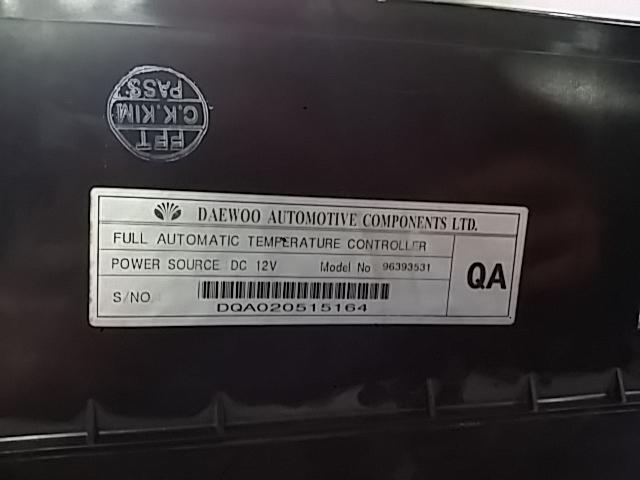 FFT
C.K.KIM
PASS
DAEWOO AUTOMOTIVE COMPONENTS LTD.
FULL AUTOMATIC TEMPERATURE CONTROLLER
POWER SOURCE DC 12V Model No 96393531
S/NO.
DQA020515164
QA